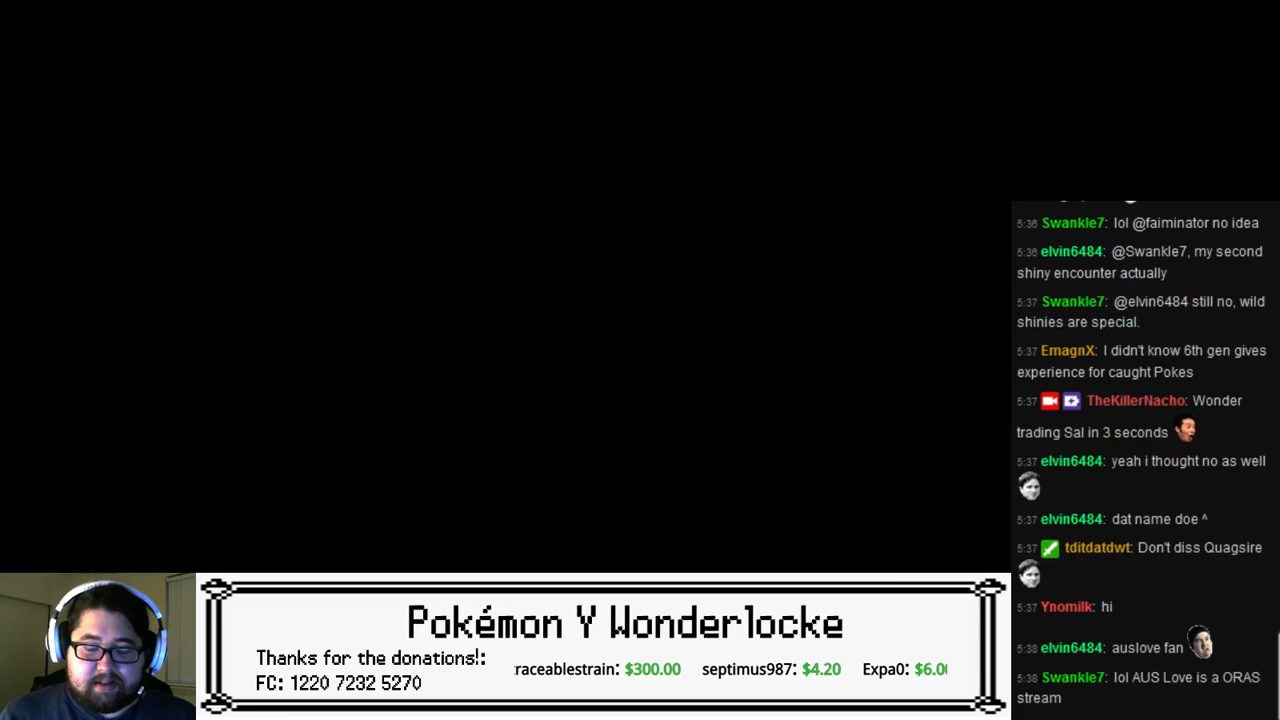 5:36 Swankle7: lol @faiminator no idea
5:36 elvin6484: @Swankle7, my second
shiny encounter actually
5:37 Swankle7: @elvin6484 still no, wild
shinies are special.
5:37 EmagnX: I didn't know 6th gen gives
experience for caught Pokes
5:37 TheKillerNacho: Wonder
trading Sal in 3 seconds
5:37 elvin6484: yeah i thought no as well
5:37 elvin6484: dat name doe ^
5:37 tditdatdwt: Don't diss Quagsire
5:37 Ynomilk: hi
5:38 elvin6484: auslove fan
5:38 Swankle7: lol AUS Love is a ORAS
stream
Pokémon Y Wonderlocke
Thanks for the donations!:
raceablestrain: $300.00 septimus987: $4.20 Expa0: $6.0
FC: 1220 7232 5270